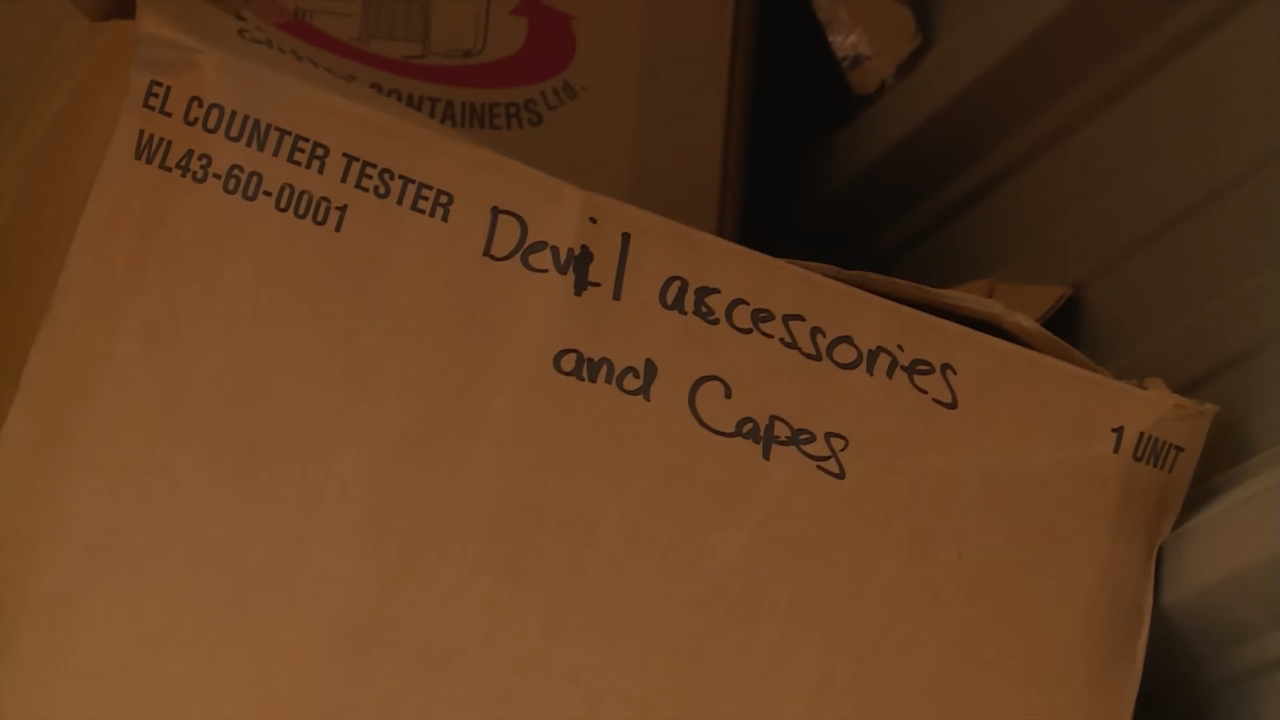 CONTAINERS Ltd.
EL COUNTER TESTER
WL43-60-0001
Devil accessories
and Capes
1 UNIT